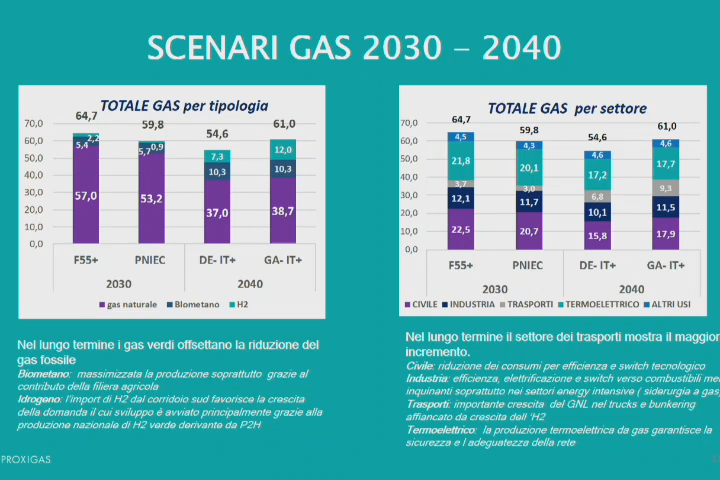 SCENARI GAS 2030 – 2040
TOTALE GAS per tipologia
64,7
59,8
54,6
61,0
70,0
60,0
50,0
40,0
30,0
20,0
10,0
0,0
2,2
5,4
57,0
0,9
5,7
53,2
7,3
10,3
37,0
12,0
10,3
38,7
F55+ PNIEC DE- IT+ GA- IT+
2030 2040
gas naturale BIometano H2
TOTALE GAS per settore
64,7
59,8
54,6
61,0
70,0
60,0
50,0
40,0
30,0
20,0
10,0
0,0
4,5
21,8
3,7
12,1
22,5
4,3
20,1
3,0
11,7
20,7
4,6
17,2
6,8
10,1
15,8
4,6
17,7
9,3
11,5
17,9
F55+ PNIEC DE- IT+ GA- IT+
2030 2040
CIVILE INDUSTRIA TRASPORTI TERMOELETTRICO ALTRI USI
Nel lungo termine i gas verdi offsettano la riduzione del
gas fossile
Biometano: massimizzata la produzione soprattutto grazie al
contributo della filiera agricola
Idrogeno: l'import di H2 dal corridoio sud favorisce la crescita
della domanda il cui sviluppo è avviato principalmente grazie alla
produzione nazionale di H2 verde derivante da P2H
Nel lungo termine il settore dei trasporti mostra il maggior
incremento.
Civile: riduzione dei consumi per efficienza e switch tecnologico
Industria: efficienza, elettrificazione e switch verso combustibili me
inquinanti soprattutto nei settori energy intensive ( siderurgia a gas)
Trasporti: importante crescita del GNL nei trucks e bunkering
affiancato da crescita dell 'H2
Termoelettrico: la produzione termoelettrica da gas garantisce la
sicurezza e l adeguatezza della rete
PROXIGAS